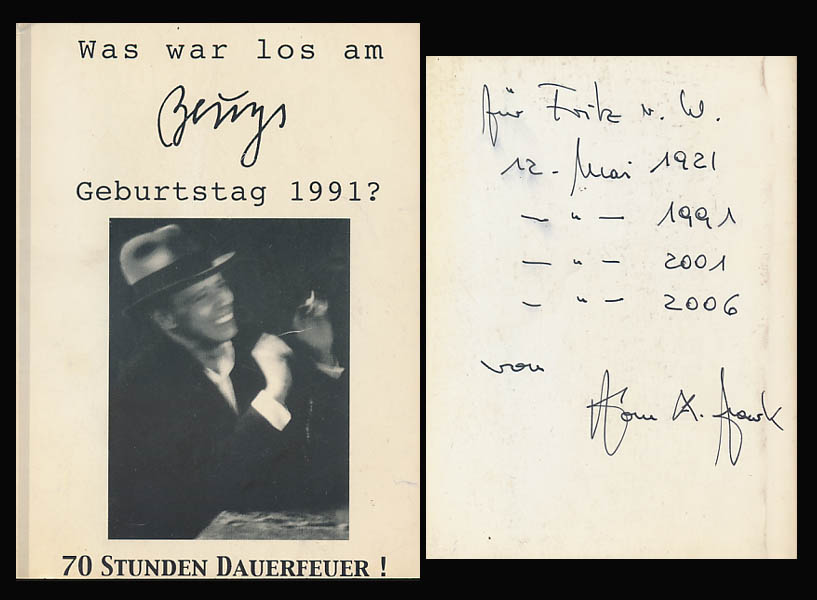 Was war los am
Beuys
Geburtstag 1991?
70 STUNDEN DAUERFEUER !
für Fritz v. W.
12. Mai 1921
— " — 1991
— " — 2001
— " — 2006
von